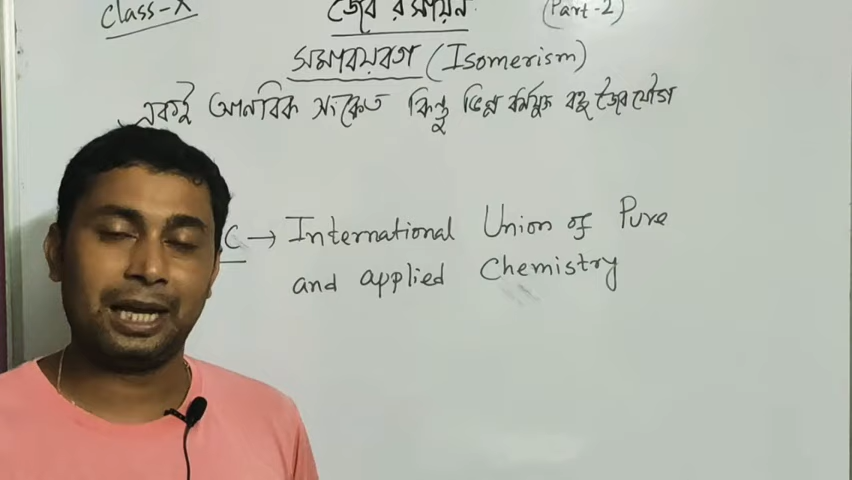 Class-X
জৈব রসায়ন
(Part-2)
সমাবয়বতা (Isomerism)
একই আনবিক সংকেত কিন্তু ভিন্ন ধর্মযুক্ত বহু জৈব যৌগ
C → International Union of Pure
and applied Chemistry